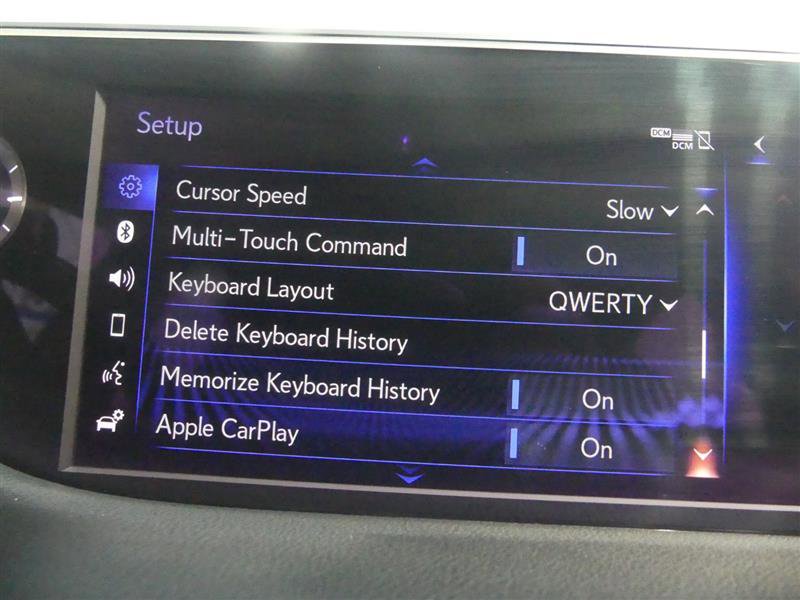 Setup
DCM
DCM
Cursor Speed
Slow
Multi-Touch Command
On
Keyboard Layout
QWERTY
Delete Keyboard History
Memorize Keyboard History
On
Apple CarPlay
On